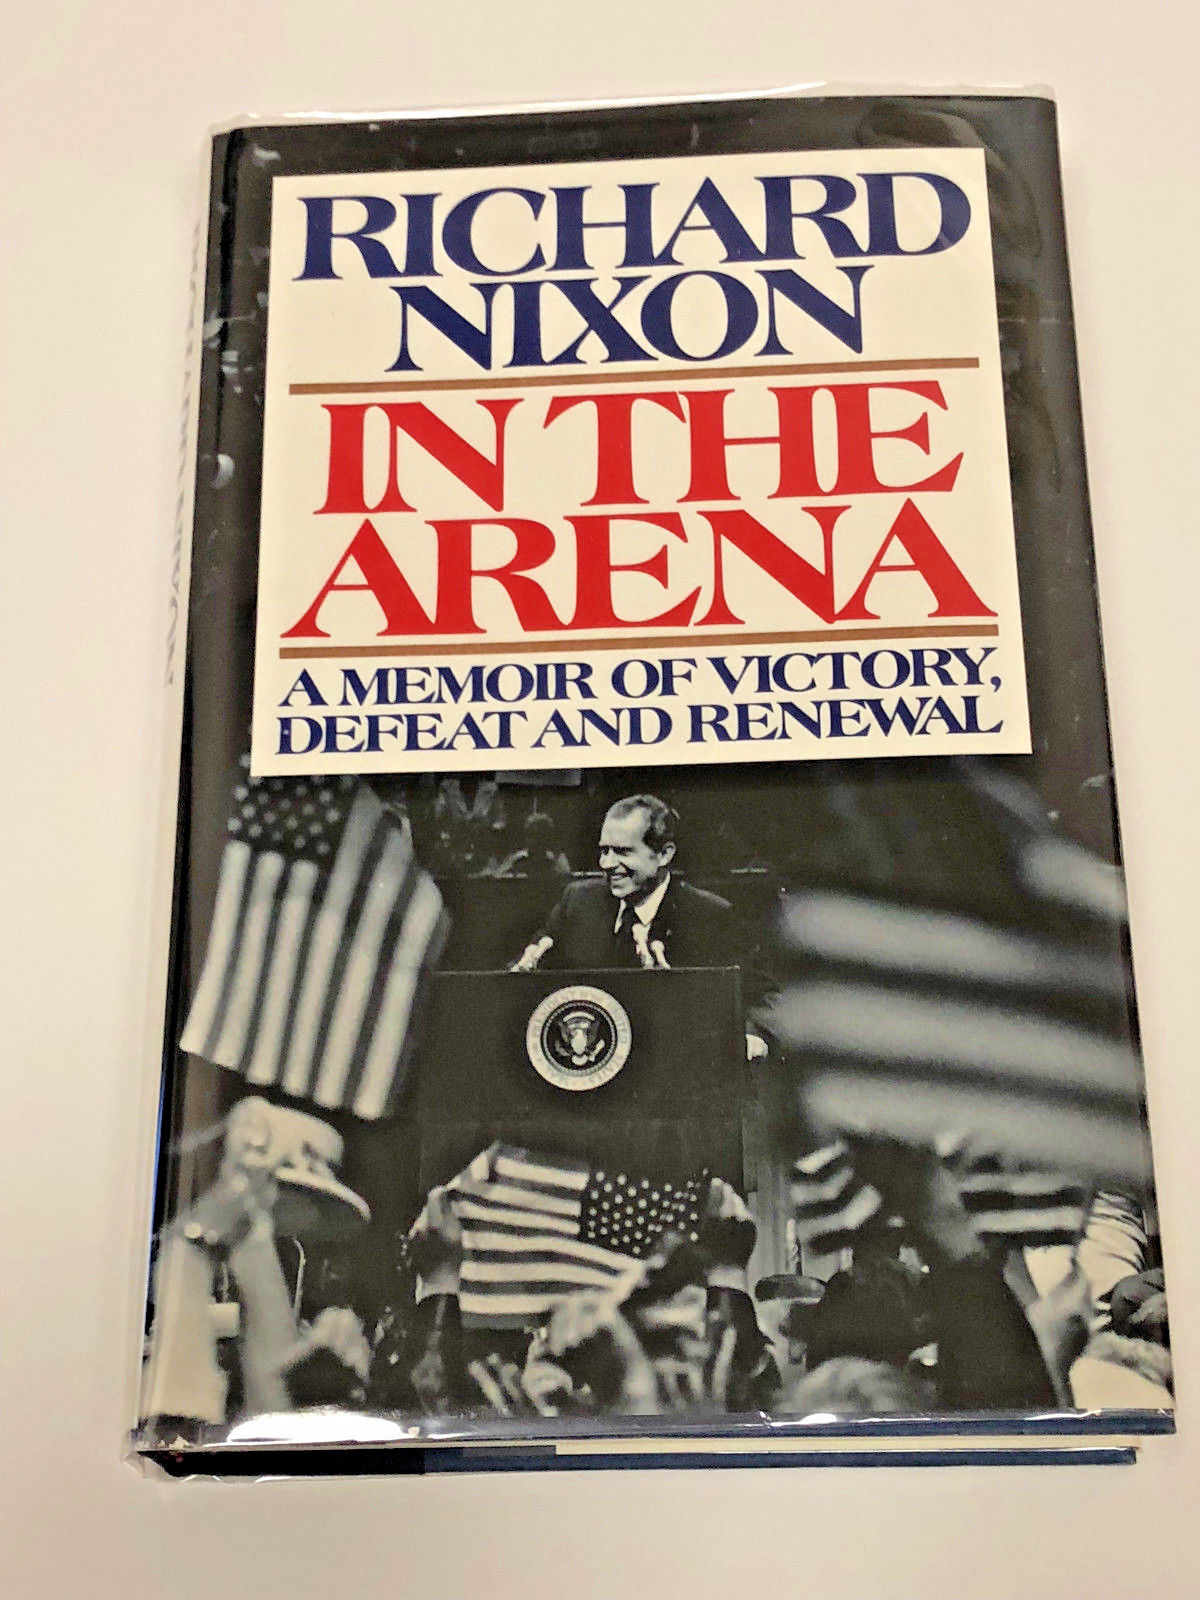 RICHARD
NIXON
IN THE
ARENA
A MEMOIR OF VICTORY,
DEFEAT AND RENEWAL